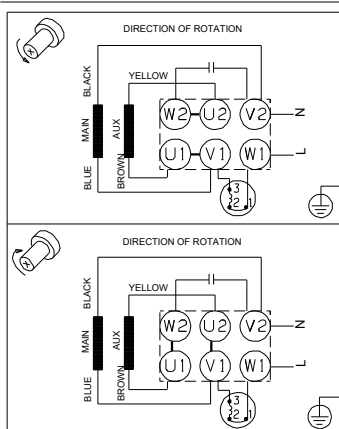 DIRECTION OF ROTATION
BLACK
YELLOW
MAIN
AUX
W2
U2
V2
N
U1
V1
W1
L
BLUE
BROWN
3
2
1
DIRECTION OF ROTATION
BLACK
YELLOW
MAIN
AUX
W2
U2
V2
N
U1
V1
W1
L
BLUE
BROWN
3
2
1